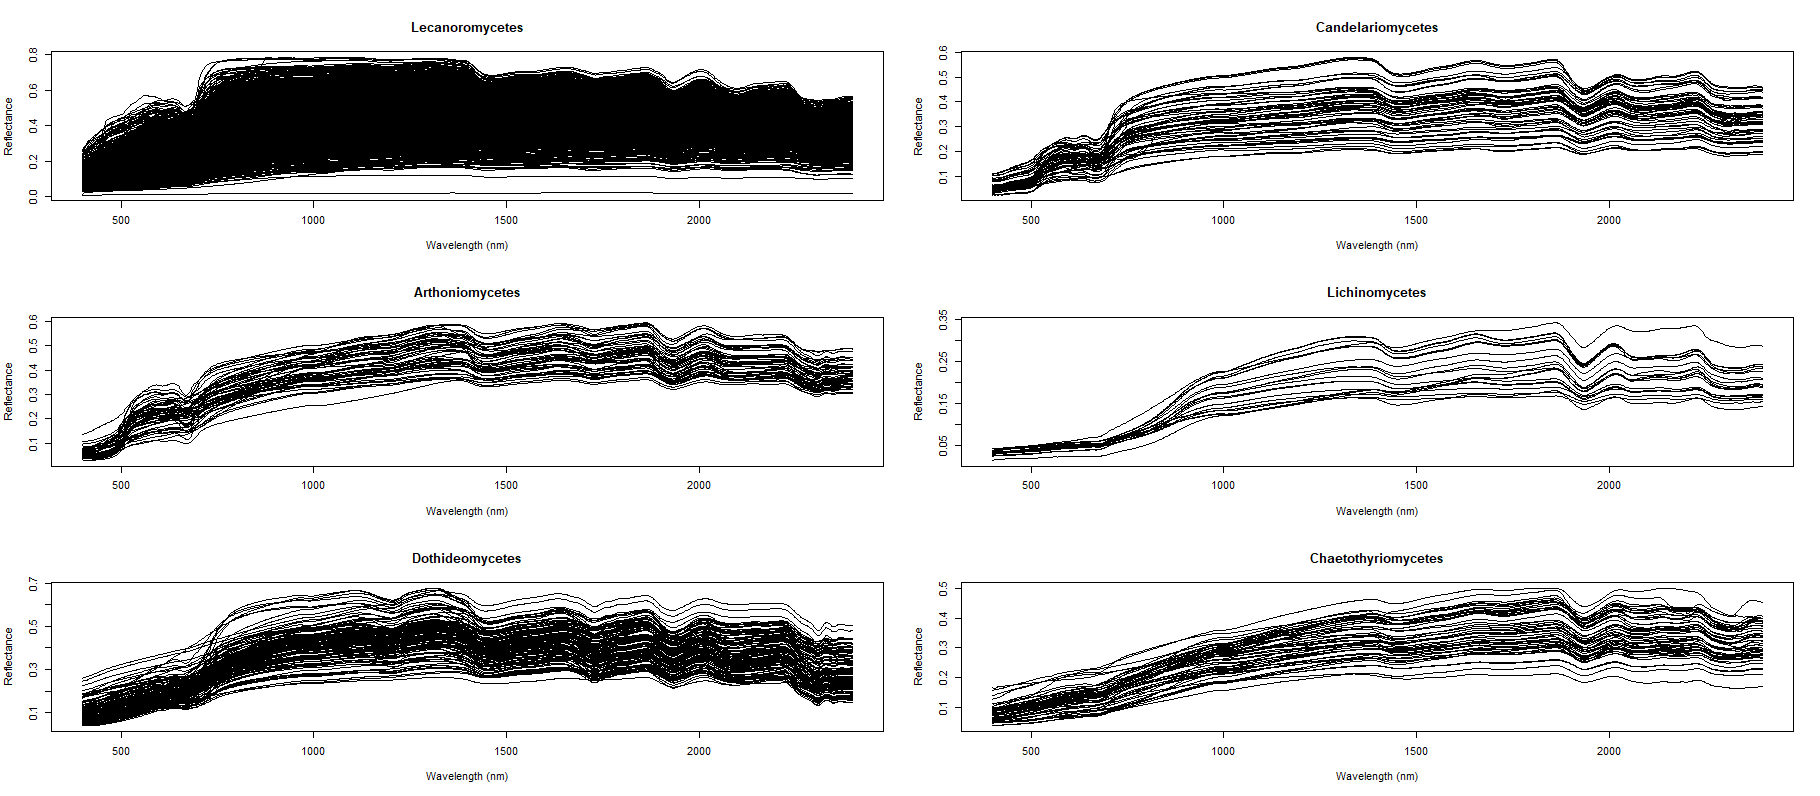 Lecanoromycetes
Reflectance
0.0 0.2 0.4 0.6 0.8
500 1000 1500 2000
Wavelength (nm)
Candelariomycetes
Reflectance
0.1 0.2 0.3 0.4 0.5 0.6
500 1000 1500 2000
Wavelength (nm)
Arthoniomycetes
Reflectance
0.1 0.2 0.3 0.4 0.5 0.6
500 1000 1500 2000
Wavelength (nm)
Lichinomycetes
Reflectance
0.05 0.15 0.25 0.35
500 1000 1500 2000
Wavelength (nm)
Dothideomycetes
Reflectance
0.1 0.3 0.5 0.7
500 1000 1500 2000
Wavelength (nm)
Chaetothyriomycetes
Reflectance
0.1 0.2 0.3 0.4 0.5
500 1000 1500 2000
Wavelength (nm)